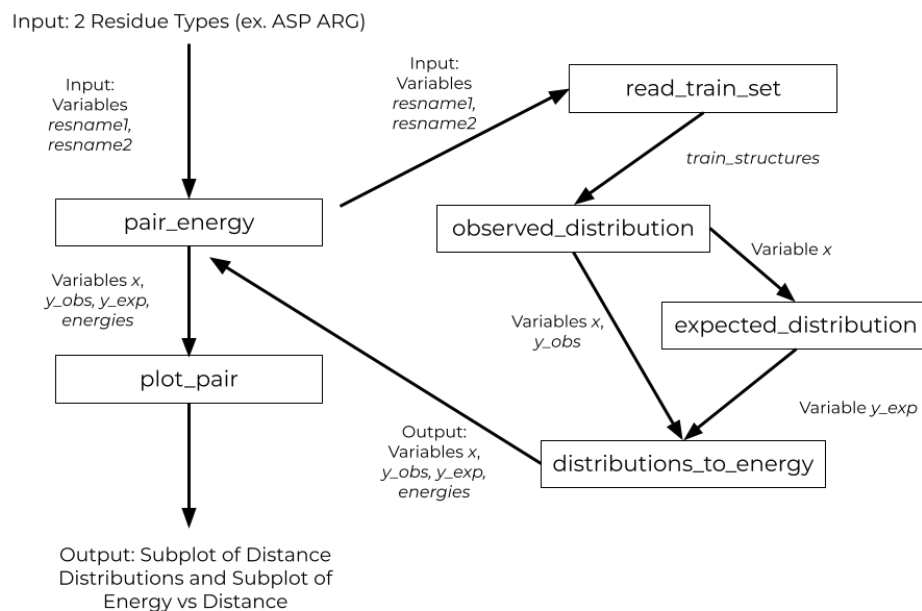 Input: 2 Residue Types (ex. ASP ARG)
Input:
Variables
resname1,
resname2
Input:
Variables
resname1,
resname2
read_train_set
train_structures
pair_energy
observed_distribution
Variable x
Variables x,
y_obs, y_exp,
energies
Variables x,
y_obs
expected_distribution
plot_pair
Variable y_exp
Output:
Variables x,
y_obs, y_exp,
energies
distributions_to_energy
Output: Subplot of Distance
Distributions and Subplot of
Energy vs Distance